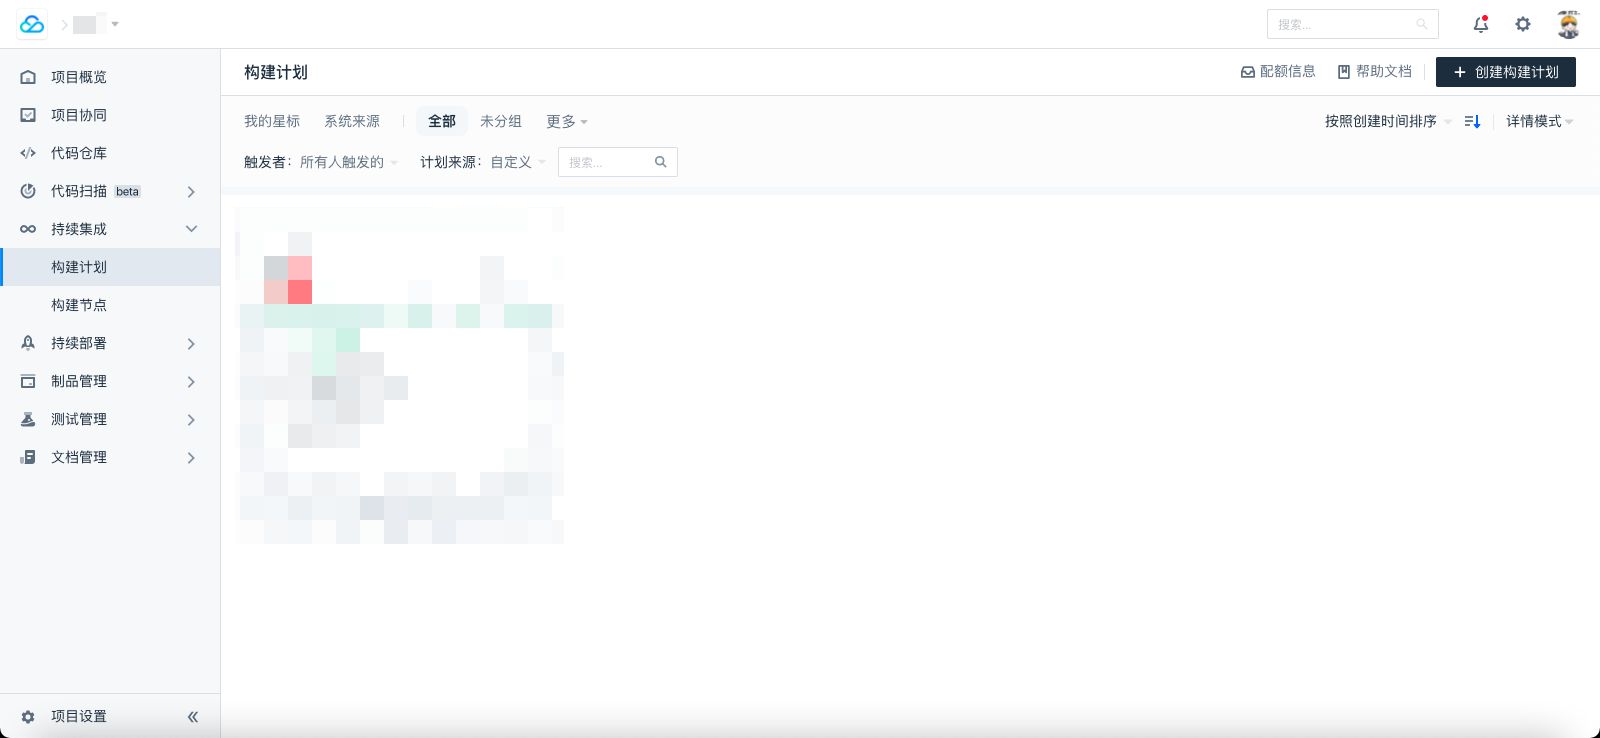 搜索...
项目概览
项目协同
代码仓库
代码扫描 beta
持续集成
构建计划
构建节点
持续部署
制品管理
测试管理
文档管理
项目设置
构建计划
配额信息 帮助文档 创建构建计划
我的星标 系统来源 全部 未分组 更多 按照创建时间排序 详情模式
触发者： 所有人触发的 计划来源： 自定义 搜索...